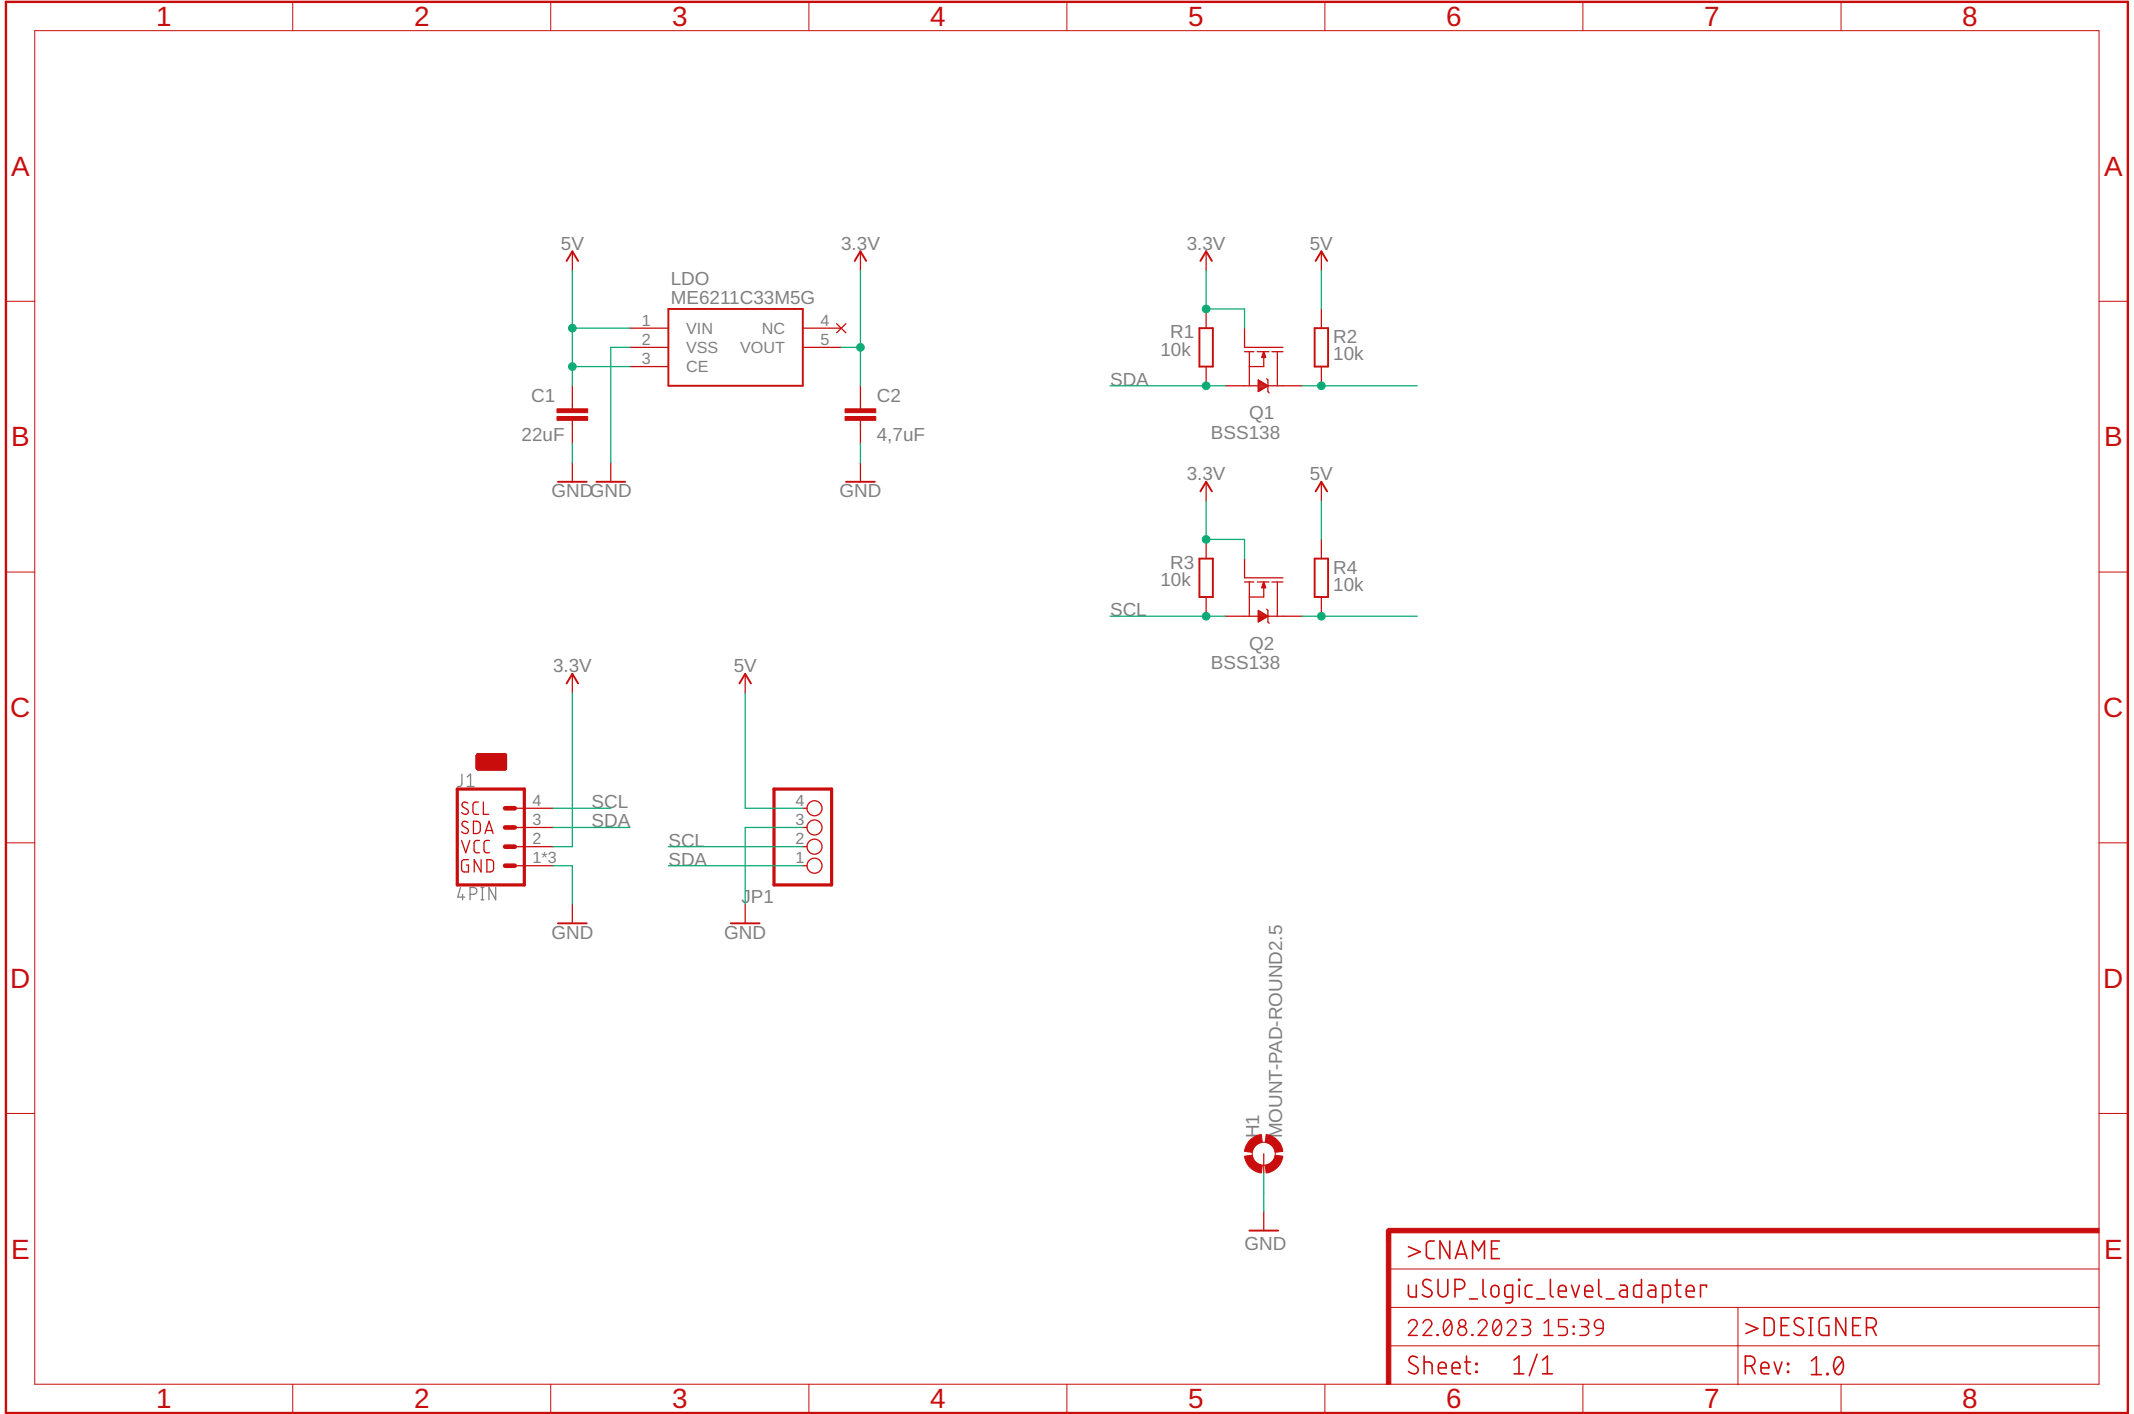 1 2 3 4 5 6 7 8
A A
5V
3.3V
LDO
ME6211C33M5G
1 VIN NC 4
2 VSS VOUT 5
3 CE
C1
22uF
C2
4,7uF
GND
GND
GND
3.3V
5V
R1
10k
R2
10k
SDA
Q1
BSS138
B B
3.3V
5V
R3
10k
R4
10k
SCL
Q2
BSS138
3.3V
5V
C C
J1
SCL 4 SCL
SDA 3 SDA
VCC 2
GND 1*3
4PIN
GND
4
3
SCL 2
SDA 1
JP1
GND
D D
H1
MOUNT-PAD-ROUND2.5
GND
E E
>CNAME
uSUP_logic_level_adapter
22.08.2023 15:39 >DESIGNER
Sheet: 1/1 Rev: 1.0
1 2 3 4 5 6 7 8